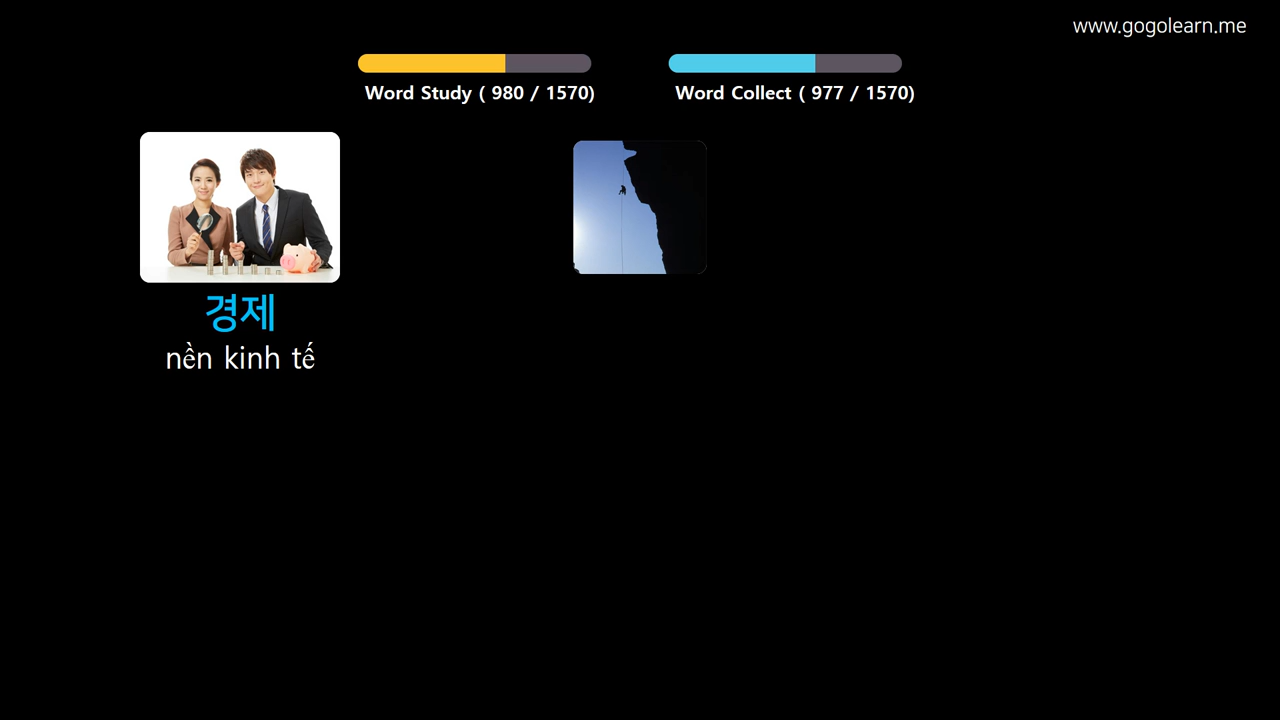 www.gogolearn.me
Word Study ( 980 / 1570)
Word Collect ( 977 / 1570)
경제
nền kinh tế